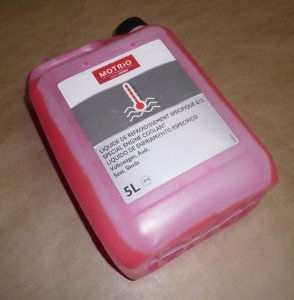 MOTRIO
LIQUIDE DE REFROIDISSEMENT SPECIFIQUE G13
SPECIAL ENGINE COOLANT
LIQUIDO DE ENFRIAMIENTO ESPECIFICO
Volkswagen, Audi,
Seat, Skoda
5L